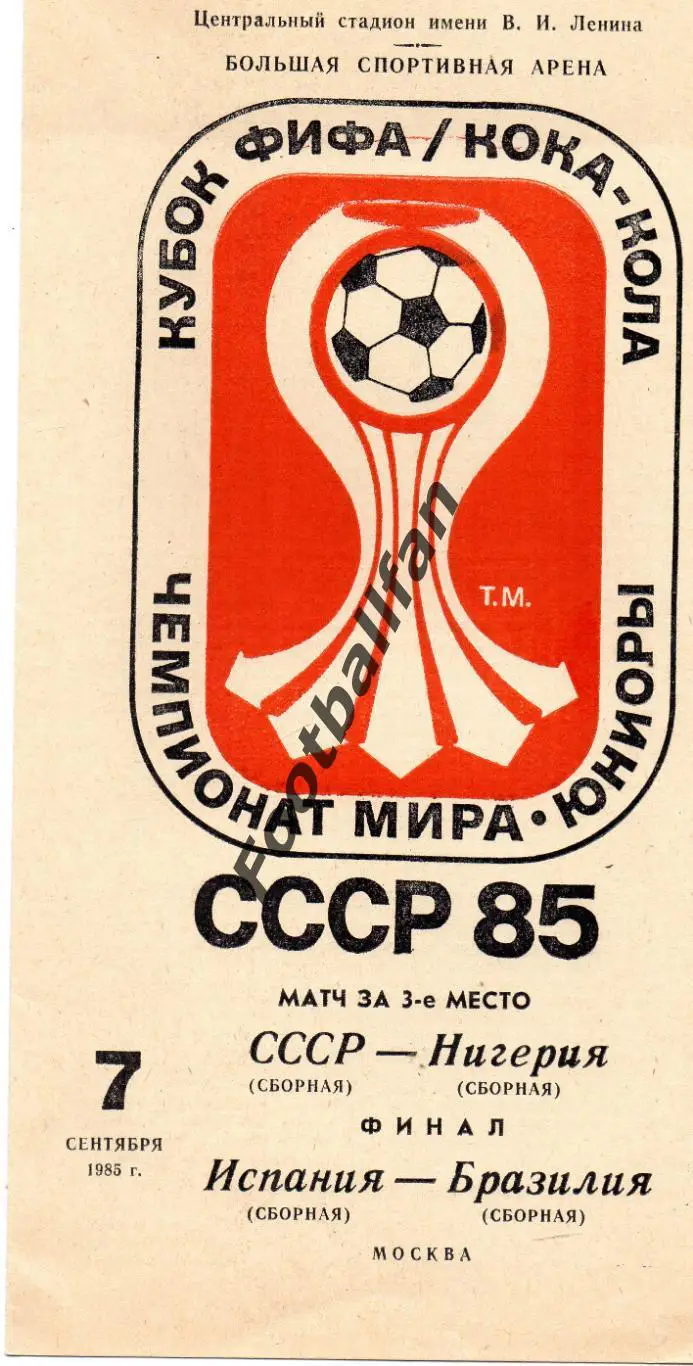 Центральный стадион имени В. И. Ленина
БОЛЬШАЯ СПОРТИВНАЯ АРЕНА
КУБОК ФИФА / КОКА-КОЛА
Т.М.
ЧЕМПИОНАТ МИРА · ЮНИОРЫ
СССР 85
МАТЧ ЗА 3-е МЕСТО
СССР — Нигерия
(СБОРНАЯ) (СБОРНАЯ)
7
СЕНТЯБРЯ
1985 г.
ФИНАЛ
Испания — Бразилия
(СБОРНАЯ) (СБОРНАЯ)
МОСКВА
Footballfan